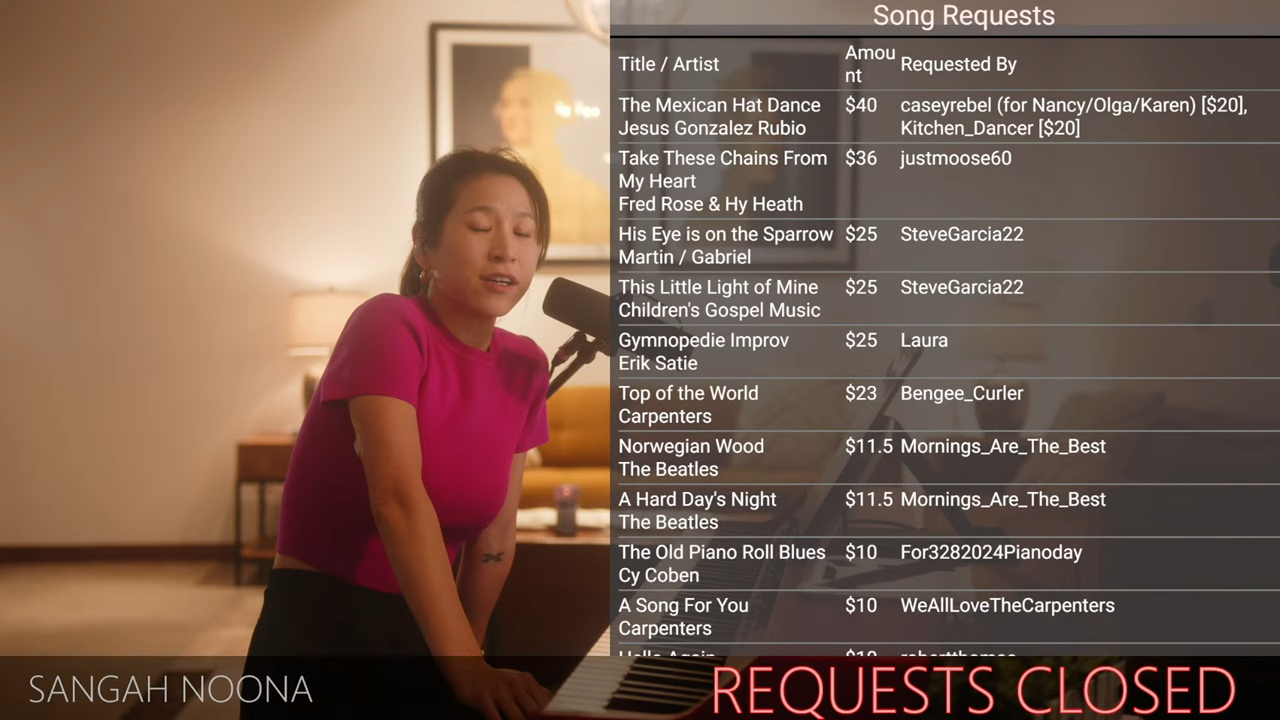 Song Requests
Title / Artist
Amou
nt
Requested By
The Mexican Hat Dance
Jesus Gonzalez Rubio
$40
caseyrebel (for Nancy/Olga/Karen) [$20],
Kitchen_Dancer [$20]
Take These Chains From
My Heart
Fred Rose & Hy Heath
$36
justmoose60
His Eye is on the Sparrow
Martin / Gabriel
$25
SteveGarcia22
This Little Light of Mine
Children's Gospel Music
$25
SteveGarcia22
Gymnopedie Improv
Erik Satie
$25
Laura
Top of the World
Carpenters
$23
Bengee_Curler
Norwegian Wood
The Beatles
$11.5
Mornings_Are_The_Best
A Hard Day's Night
The Beatles
$11.5
Mornings_Are_The_Best
The Old Piano Roll Blues
Cy Coben
$10
For3282024Pianoday
A Song For You
Carpenters
$10
WeAllLoveTheCarpenters
Hello Again
$10
SANGAH NOONA
REQUESTS CLOSED